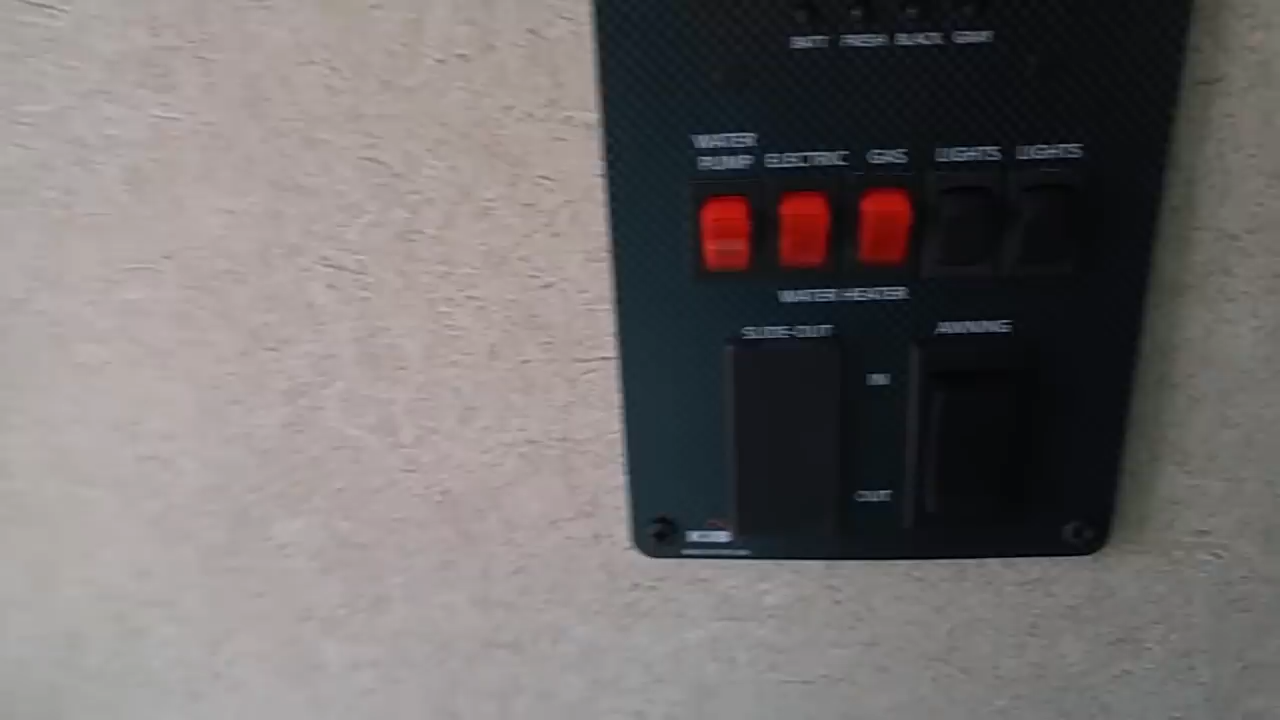 BATT FRESH BLACK GRAY
WATER PUMP ELECTRIC GAS LIGHTS LIGHTS
WATER HEATER
SLIDE-OUT AWNING
IN
OUT